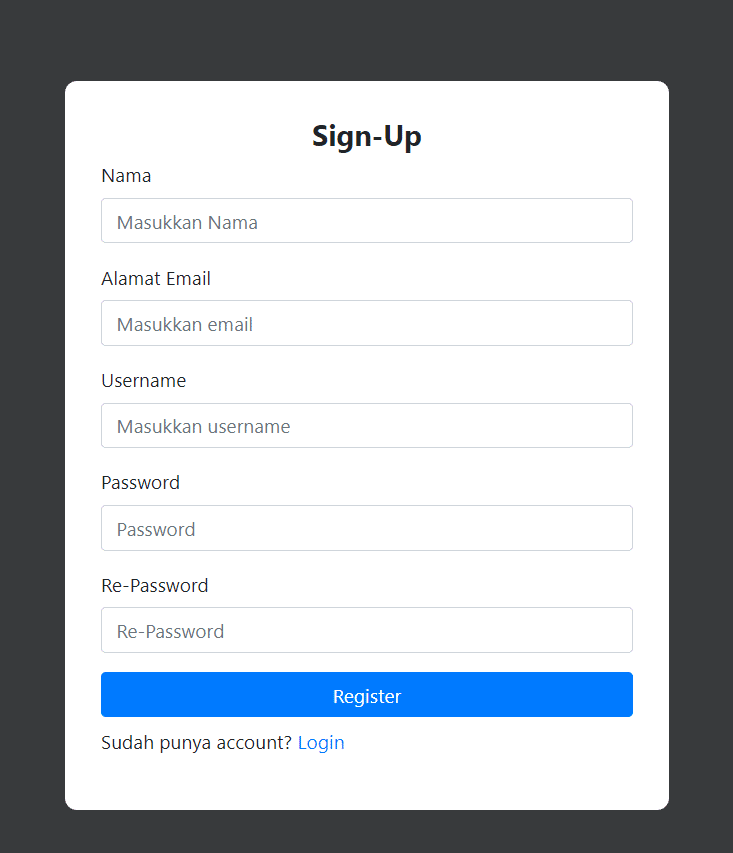 Sign-Up
Nama
Masukkan Nama
Alamat Email
Masukkan email
Username
Masukkan username
Password
Password
Re-Password
Re-Password
Register
Sudah punya account? Login